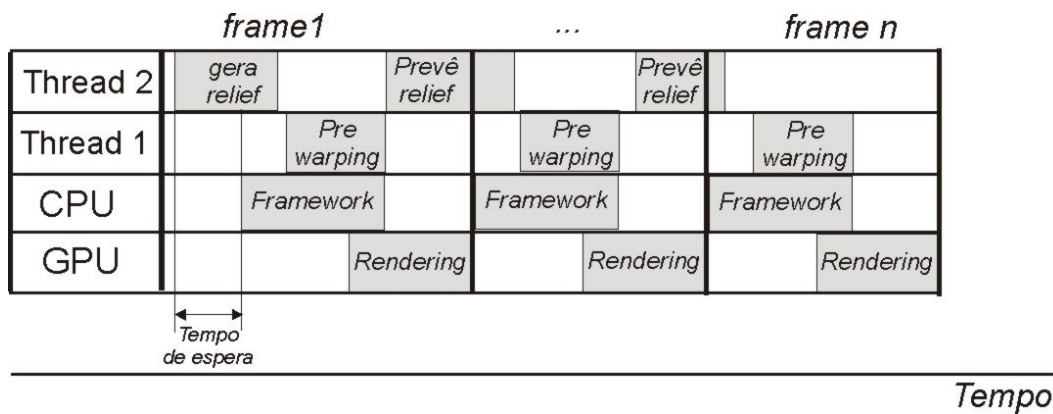 frame1 ... frame n
Thread 2
gera
relief
Prevê
relief
Prevê
relief
Thread 1
Pre
warping
Pre
warping
Pre
warping
CPU
Framework
Framework
Framework
GPU
Rendering
Rendering
Rendering
Tempo
de espera
Tempo